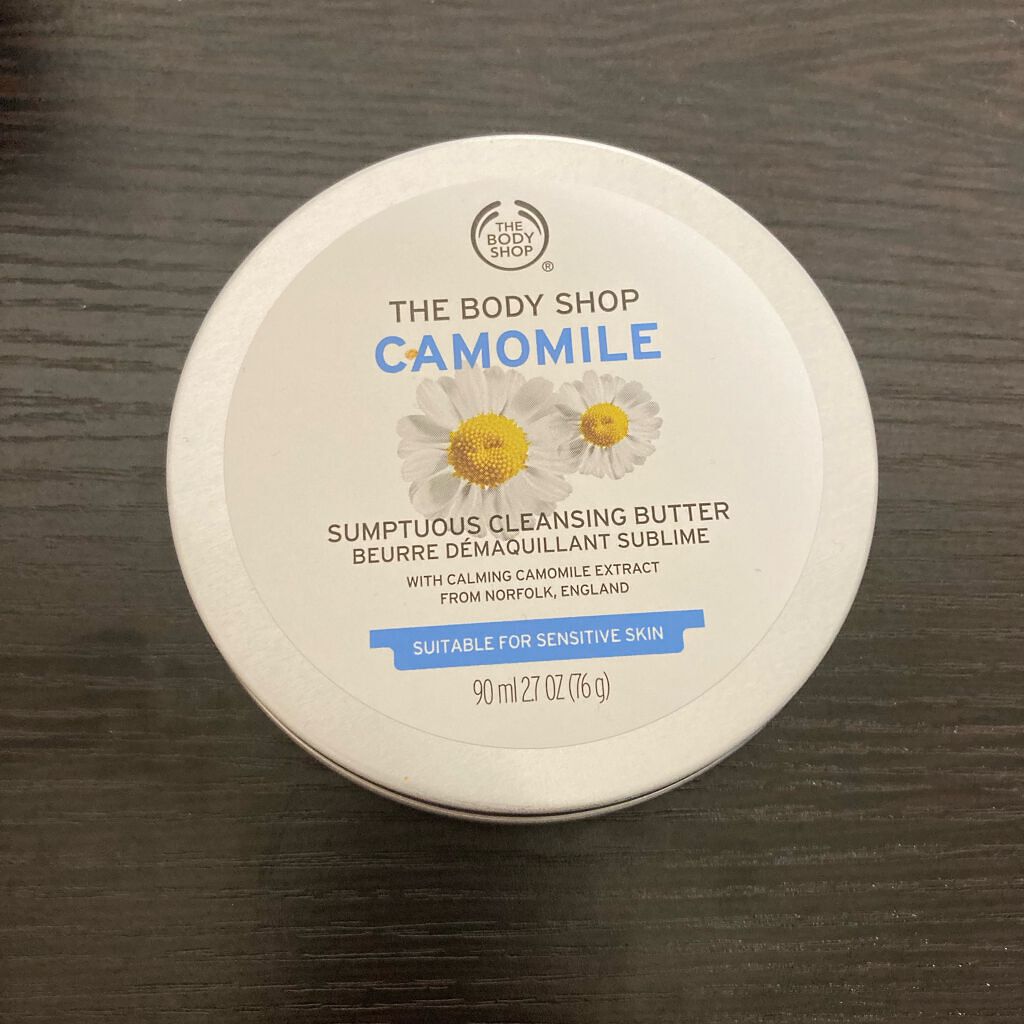 THE
BODY
SHOP
®
THE BODY SHOP
CAMOMILE
SUMPTUOUS CLEANSING BUTTER
BEURRE DÉMAQUILLANT SUBLIME
WITH CALMING CAMOMILE EXTRACT
FROM NORFOLK, ENGLAND
SUITABLE FOR SENSITIVE SKIN
90 ml 2.7 OZ (76 g)